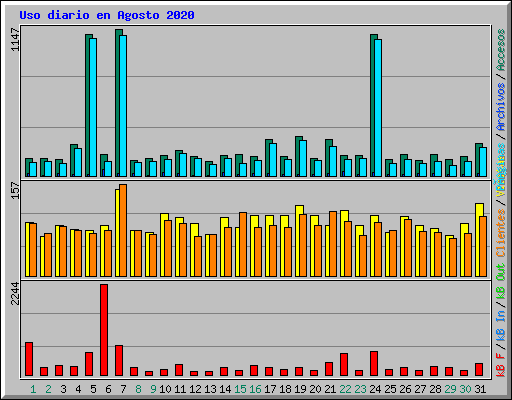 Uso diario en Agosto 2020
1147
157
2244
kB F / kB In / kB Out Clientes / Páginas / Archivos / Accesos
1 2 3 4 5 6 7 8 9 10 11 12 13 14 15 16 17 18 19 20 21 22 23 24 25 26 27 28 29 30 31